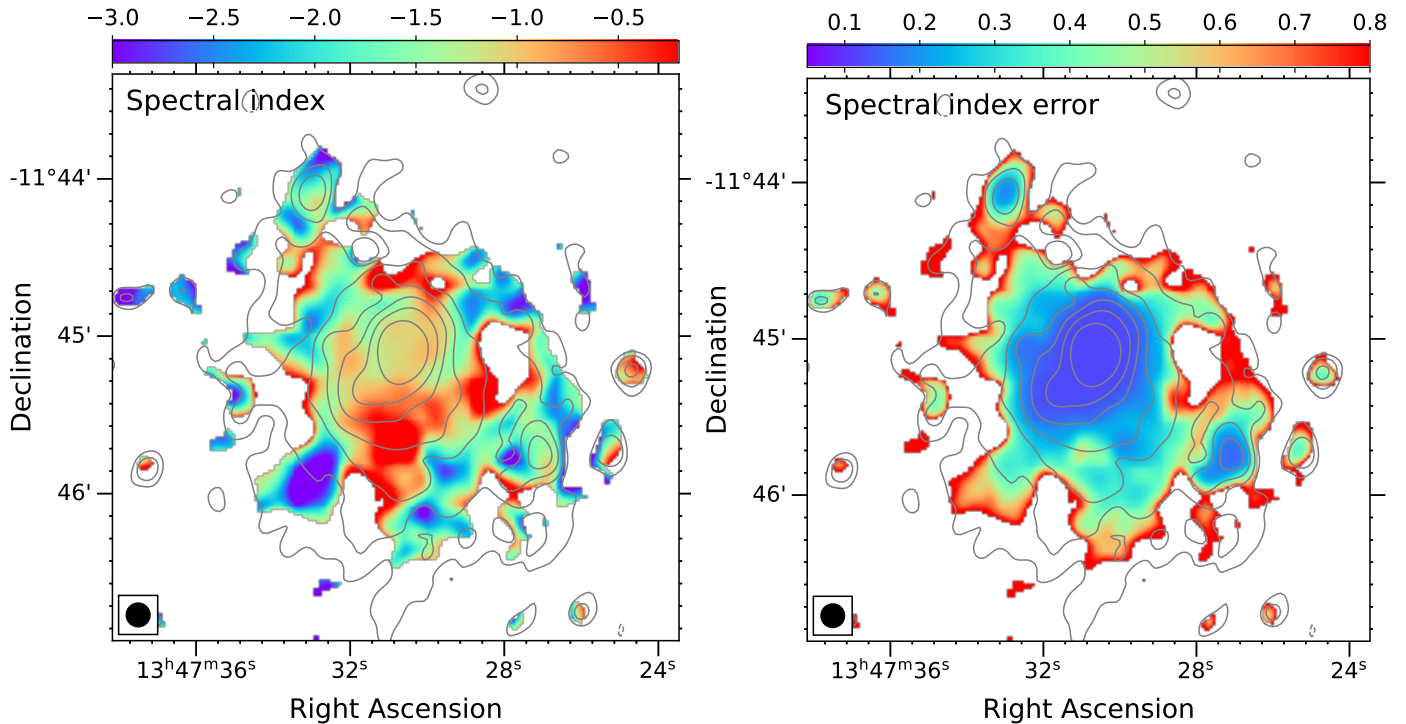 −3.0 −2.5 −2.0 −1.5 −1.0 −0.5
Spectral index
-11°44'
45'
46'
Declination
13ʰ47ᵐ36ˢ 32ˢ 28ˢ 24ˢ
Right Ascension
0.1 0.2 0.3 0.4 0.5 0.6 0.7 0.8
Spectral index error
-11°44'
45'
46'
Declination
13ʰ47ᵐ36ˢ 32ˢ 28ˢ 24ˢ
Right Ascension